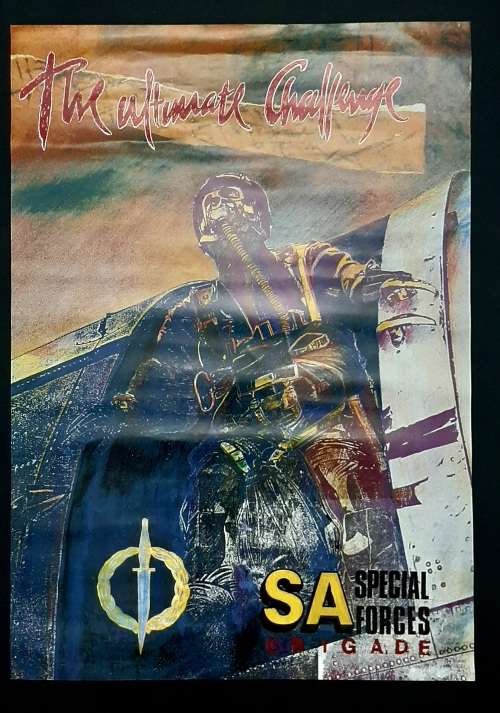 The ultimate Challenge
SA SPECIAL
FORCES
BRIGADE